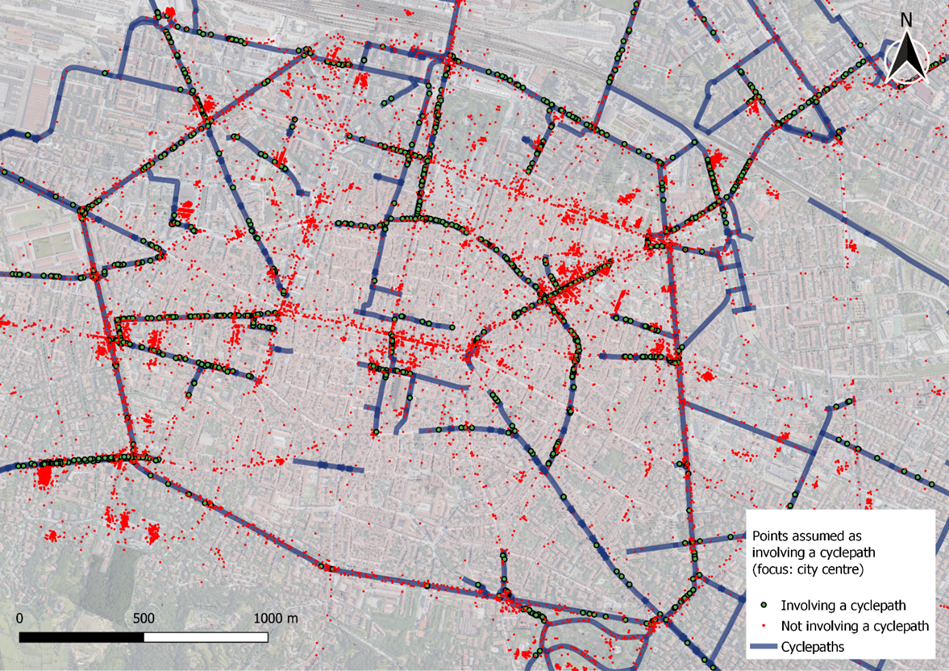 N
Points assumed as
involving a cyclepath
(focus: city centre)
Involving a cyclepath
Not involving a cyclepath
Cyclepaths
0 500 1000 m